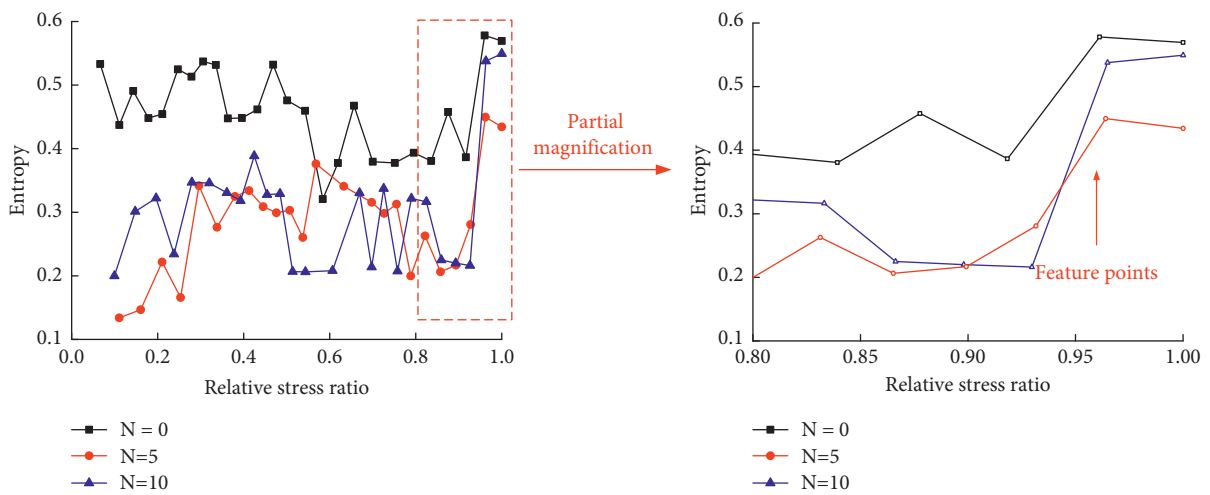 0.6
0.5
0.4
0.3
0.2
0.1
Entropy
0.0
0.2
0.4
0.6
0.8
1.0
Relative stress ratio
N = 0
N=5
N=10
Partial
magnification
0.6
0.5
0.4
0.3
0.2
0.1
Entropy
Feature points
0.80
0.85
0.90
0.95
1.00
Relative stress ratio
N = 0
N=5
N=10